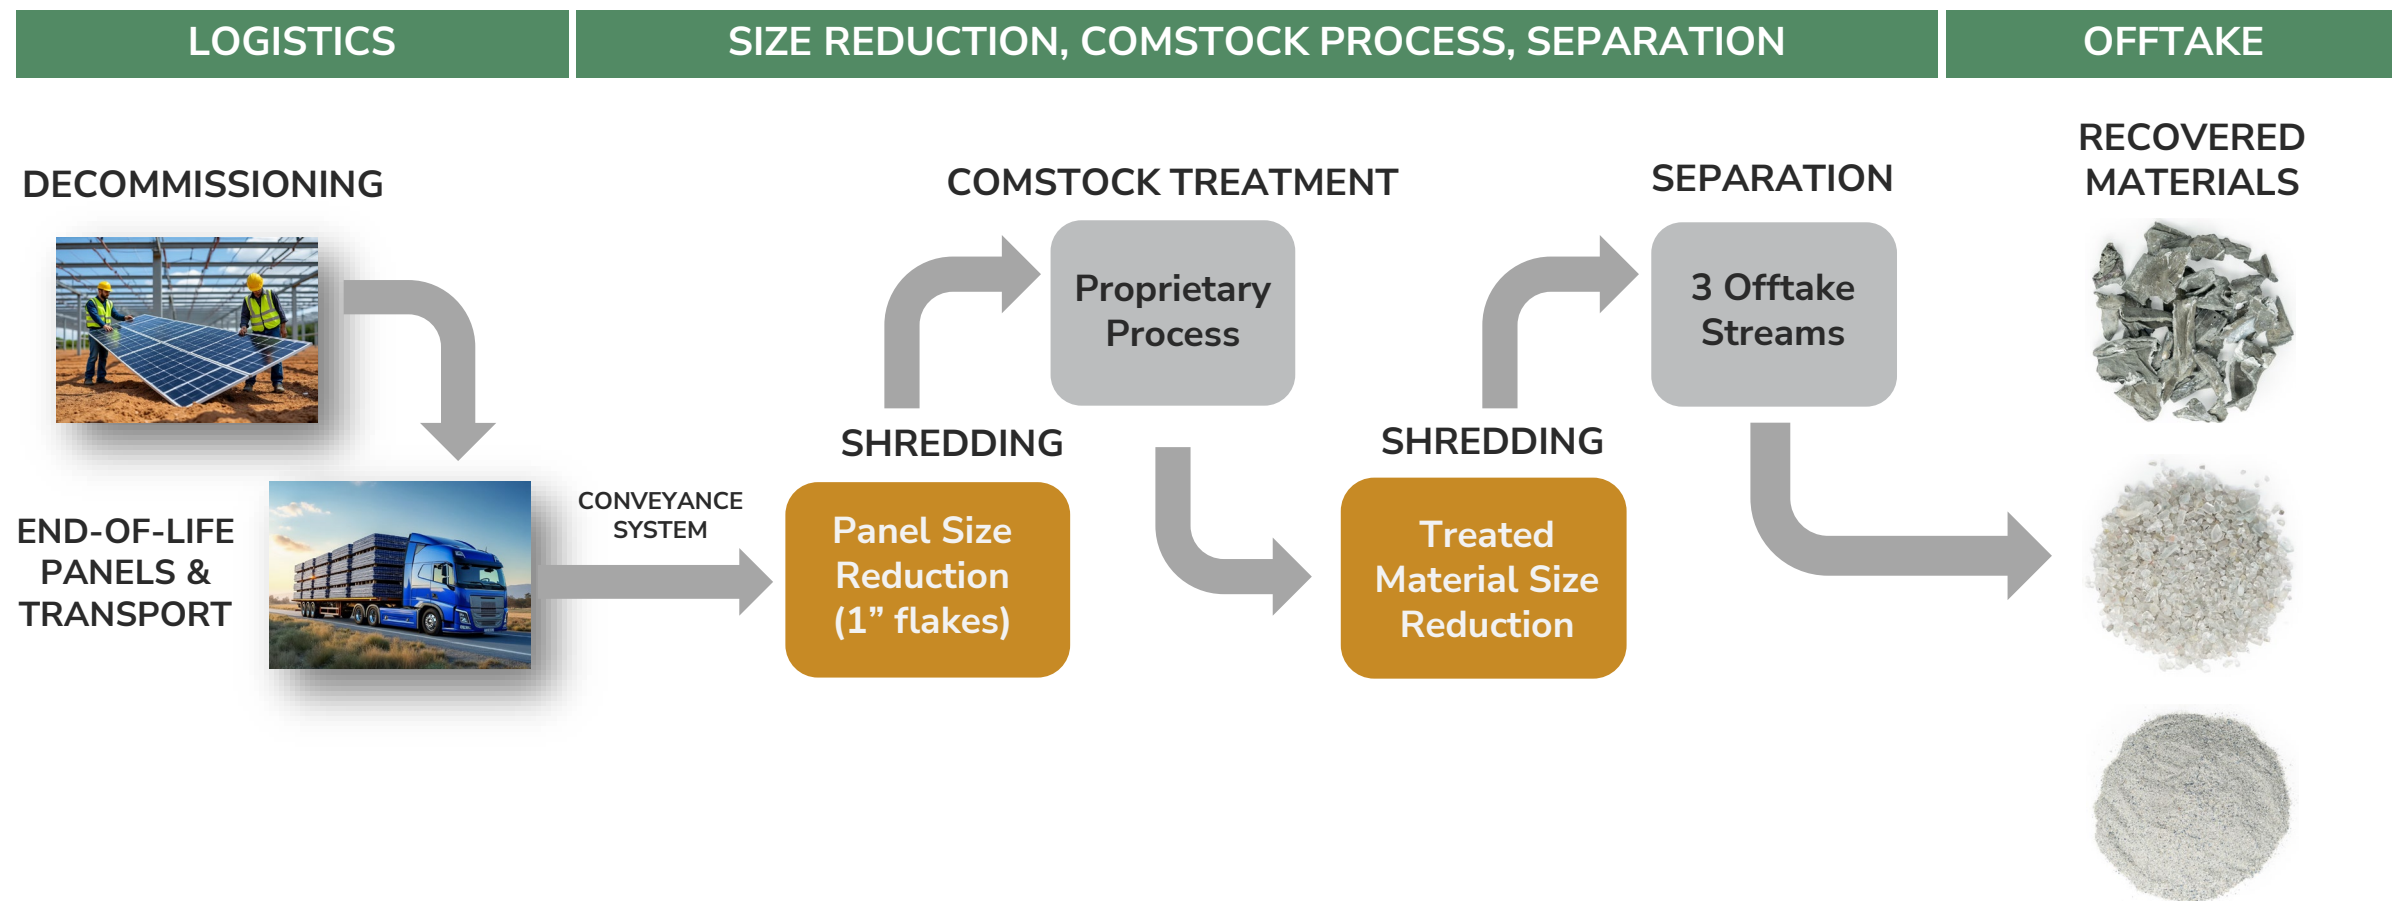 LOGISTICS
SIZE REDUCTION, COMSTOCK PROCESS, SEPARATION
OFFTAKE
DECOMMISSIONING
END-OF-LIFE
PANELS &
TRANSPORT
CONVEYANCE
SYSTEM
SHREDDING
Panel Size
Reduction
(1” flakes)
COMSTOCK TREATMENT
Proprietary
Process
SHREDDING
Treated
Material Size
Reduction
SEPARATION
3 Offtake
Streams
RECOVERED
MATERIALS